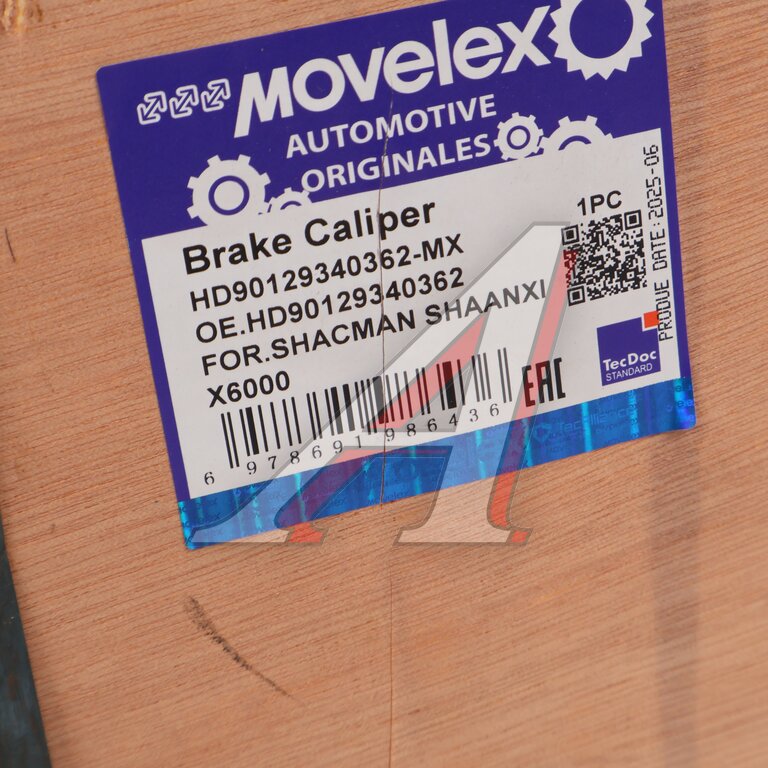 MOVElEX
AUTOMOTIVE
ORIGINALES
Brake Caliper
HD90129340362-MX
OE.HD90129340362
FOR.SHACMAN SHAANXI
X6000
6 978691 986436
EAC
1PC
PRODUE DATE:2025-06
TecDoc
STANDARD